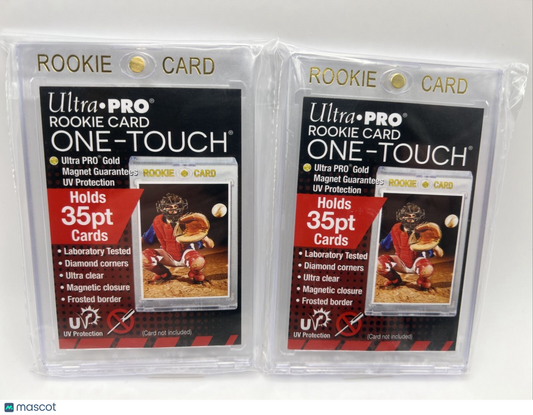 ROOKIE CARD
Ultra•PRO®
ROOKIE CARD
ONE-TOUCH®
Ultra PRO® Gold
Magnet Guarantees
UV Protection
ROOKIE CARD
Holds
35pt
Cards
• Laboratory Tested
• Diamond corners
• Ultra clear
• Magnetic closure
• Frosted border
UV
UV Protection
(Card not included)
ROOKIE CARD
Ultra•PRO®
ROOKIE CARD
ONE-TOUCH®
Ultra PRO® Gold
Magnet Guarantees
UV Protection
ROOKIE CARD
Holds
35pt
Cards
• Laboratory Tested
• Diamond corners
• Ultra clear
• Magnetic closure
• Frosted border
UV
UV Protection
(Card not included)
mascot